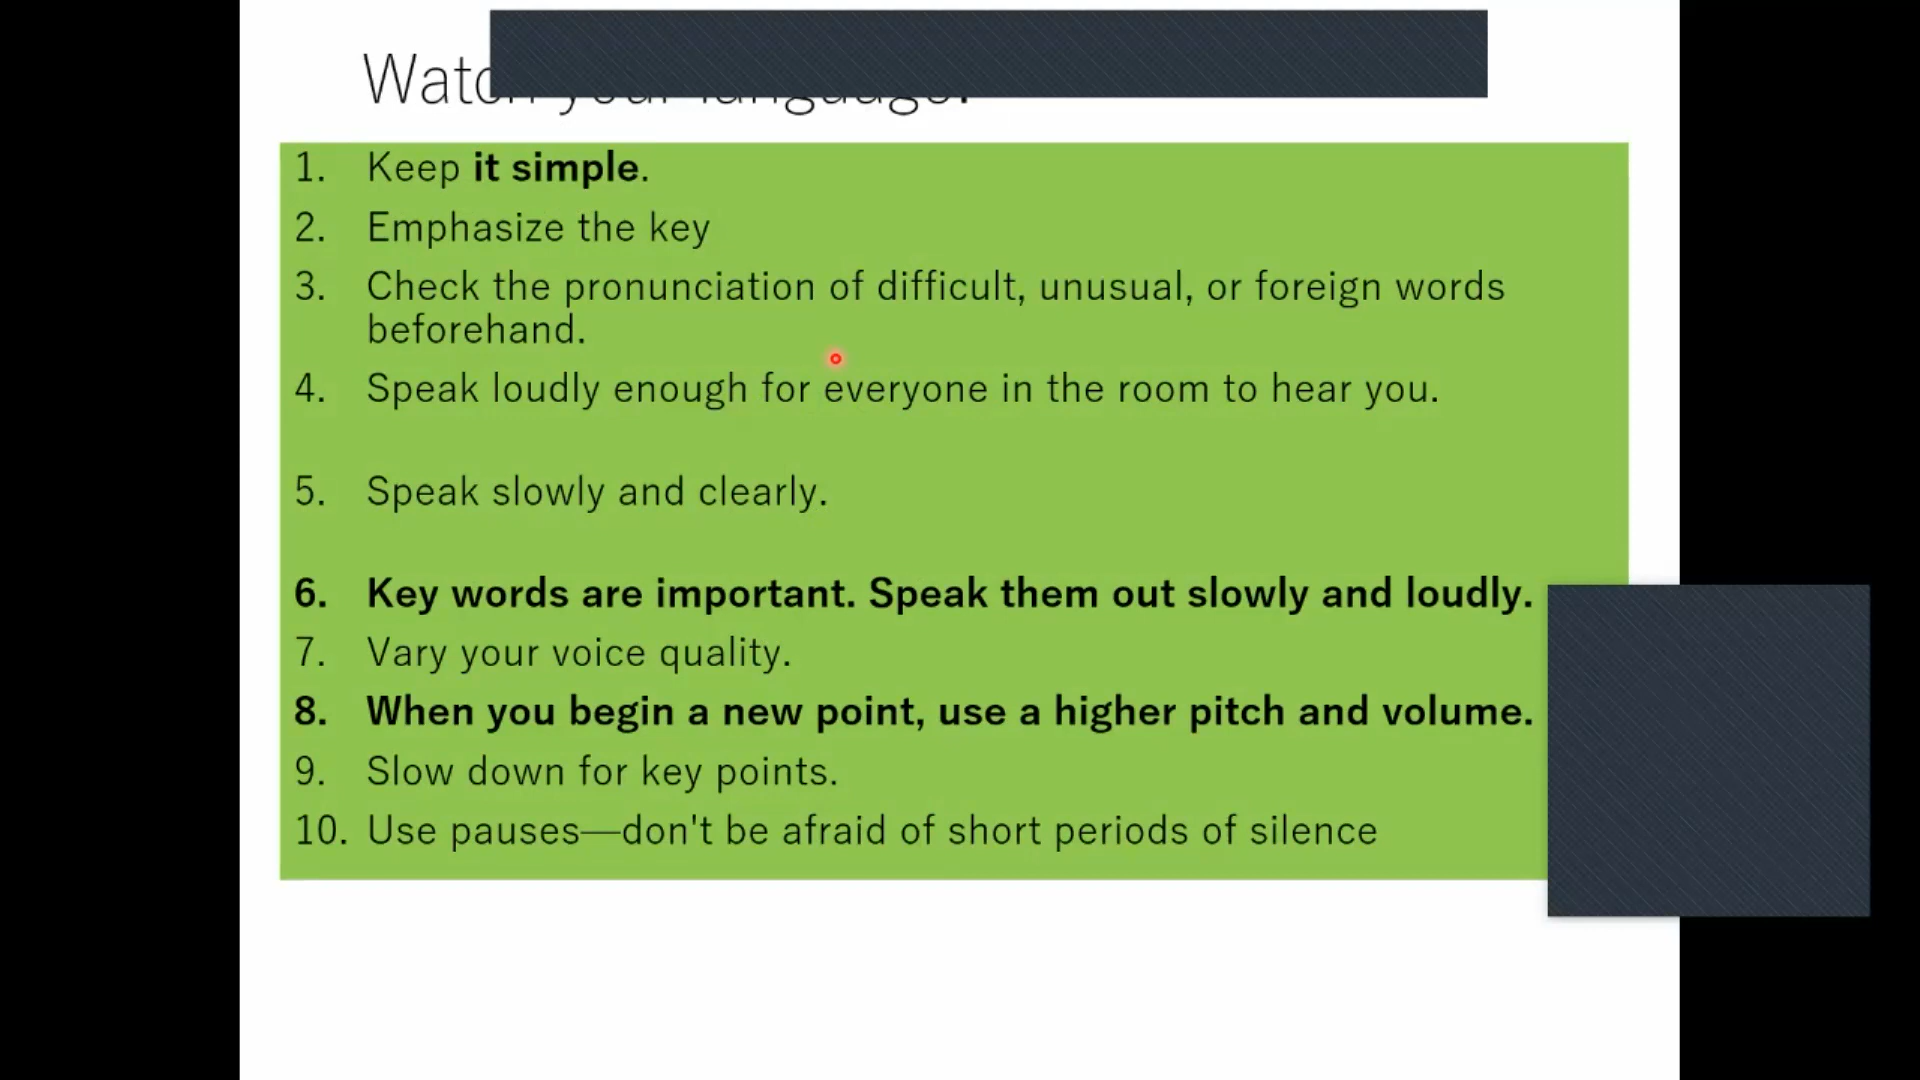 Watch your language.
1. Keep it simple.
2. Emphasize the key
3. Check the pronunciation of difficult, unusual, or foreign words
beforehand.
4. Speak loudly enough for everyone in the room to hear you.
5. Speak slowly and clearly.
6. Key words are important. Speak them out slowly and loudly.
7. Vary your voice quality.
8. When you begin a new point, use a higher pitch and volume.
9. Slow down for key points.
10. Use pauses—don't be afraid of short periods of silence